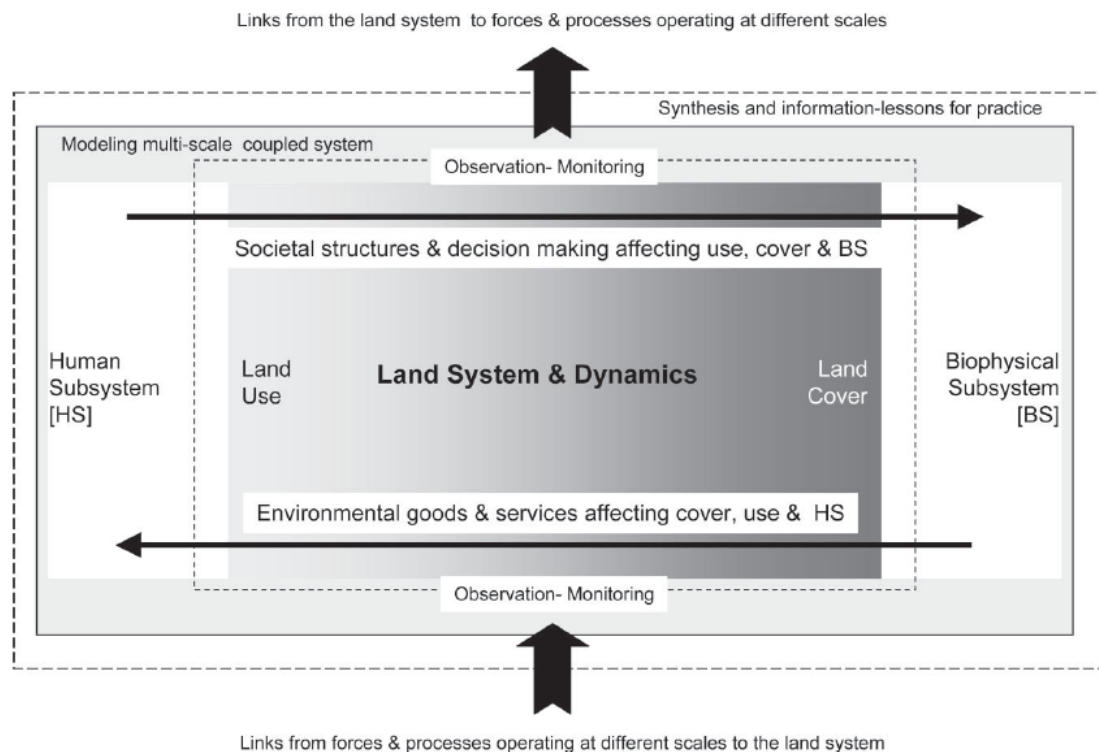 Links from the land system to forces & processes operating at different scales
Synthesis and information-lessons for practice
Modeling multi-scale coupled system
Observation- Monitoring
Societal structures & decision making affecting use, cover & BS
Human
Subsystem
[HS]
Land
Use
Land System & Dynamics
Land
Cover
Biophysical
Subsystem
[BS]
Environmental goods & services affecting cover, use & HS
Observation- Monitoring
Links from forces & processes operating at different scales to the land system